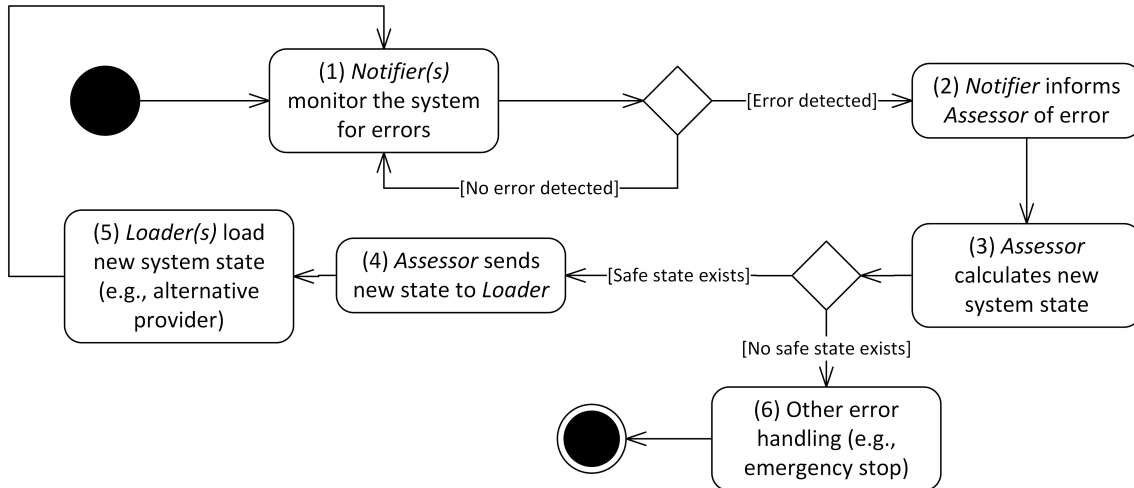 (1) Notifier(s)
monitor the system
for errors
[Error detected]
(2) Notifier informs
Assessor of error
[No error detected]
(3) Assessor
calculates new
system state
[Safe state exists]
(4) Assessor sends
new state to Loader
(5) Loader(s) load
new system state
(e.g., alternative
provider)
[No safe state exists]
(6) Other error
handling (e.g.,
emergency stop)